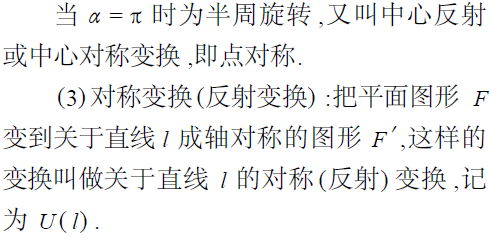 当 α = π 时为半周旋转,又叫中心反射
或中心对称变换,即点对称.
(3)对称变换(反射变换):把平面图形 F
变到关于直线 l 成轴对称的图形 F′,这样的
变换叫做关于直线 l 的对称(反射)变换,记
为 U(l).